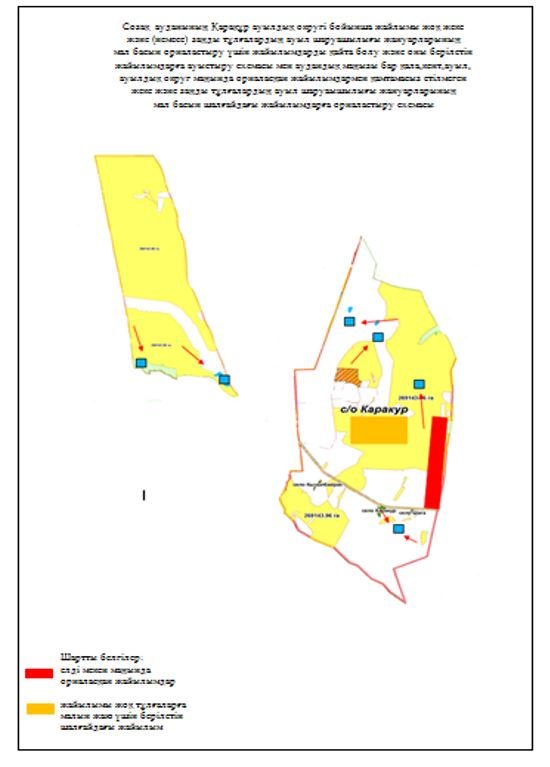 Созақ ауданының Қарақұр ауылдық округі бойынша жайылымы жоқ жеке
және (немесе) заңды тұлғалардың ауыл шаруашылығы жануарларының
мал басын орналастыру үшін жайылымдарды қайта бөлу және оны берілетін
жайылымдарға ауыстыру схемасы мен аудандық маңызы бар қала,кент,ауыл,
ауылдық округ маңында орналасқан жайылымдармен қамтамасыз етілмеген
жеке және заңды тұлғалардың ауыл шаруашылығы жануарларының
мал басын шалғайдағы жайылымдарға орналастыру схемасы
с/о Каракур
269143.96 га
Шартты белгілер:
елді мекен маңында
орналасқан жайылымдар
жайылымы жоқ тұлғаларға
малын жаю үшін берілетін
шалғайдағы жайылым